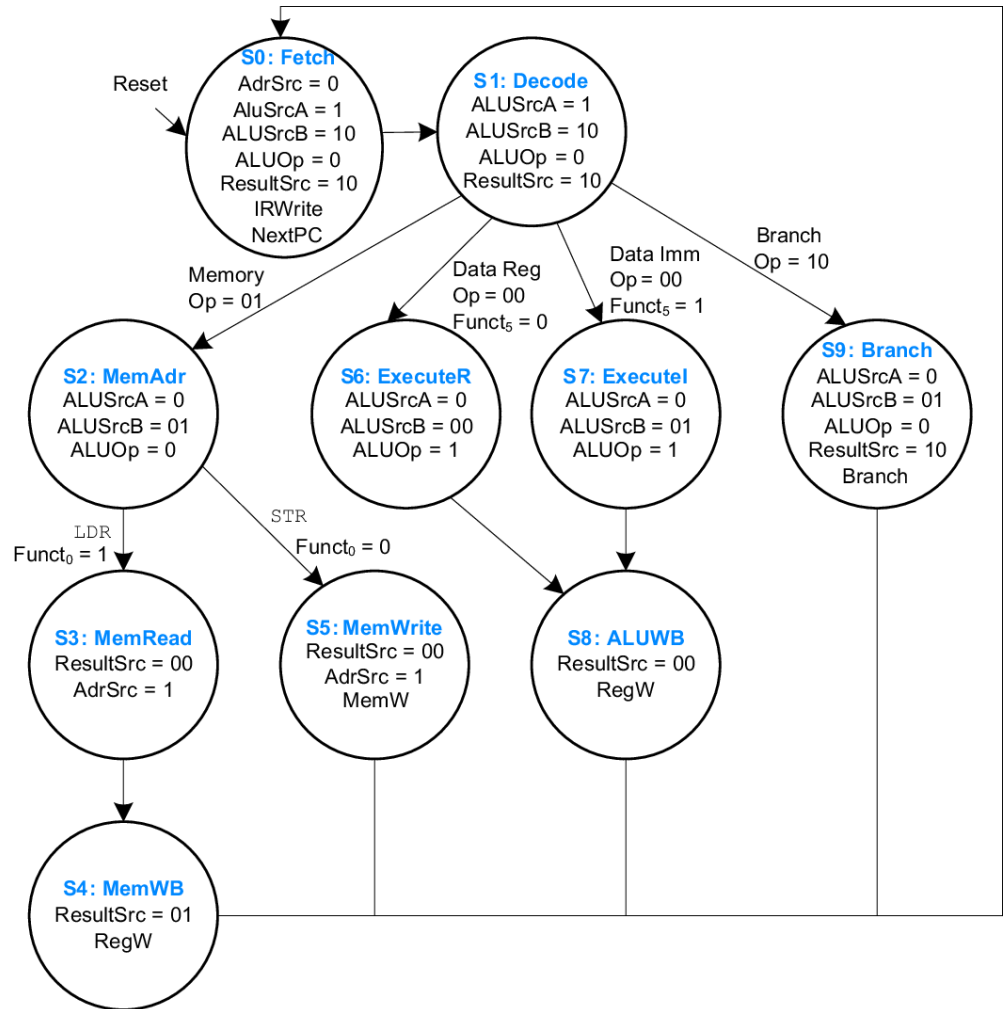 Reset
S0: Fetch
AdrSrc = 0
AluSrcA = 1
ALUSrcB = 10
ALUOp = 0
ResultSrc = 10
IRWrite
NextPC
S1: Decode
ALUSrcA = 1
ALUSrcB = 10
ALUOp = 0
ResultSrc = 10
Memory
Op = 01
Data Reg
Op = 00
Funct₅ = 0
Data Imm
Op = 00
Funct₅ = 1
Branch
Op = 10
S2: MemAdr
ALUSrcA = 0
ALUSrcB = 01
ALUOp = 0
S6: ExecuteR
ALUSrcA = 0
ALUSrcB = 00
ALUOp = 1
S7: ExecuteI
ALUSrcA = 0
ALUSrcB = 01
ALUOp = 1
S9: Branch
ALUSrcA = 0
ALUSrcB = 01
ALUOp = 0
ResultSrc = 10
Branch
LDR
Funct₀ = 1
STR
Funct₀ = 0
S3: MemRead
ResultSrc = 00
AdrSrc = 1
S5: MemWrite
ResultSrc = 00
AdrSrc = 1
MemW
S8: ALUWB
ResultSrc = 00
RegW
S4: MemWB
ResultSrc = 01
RegW